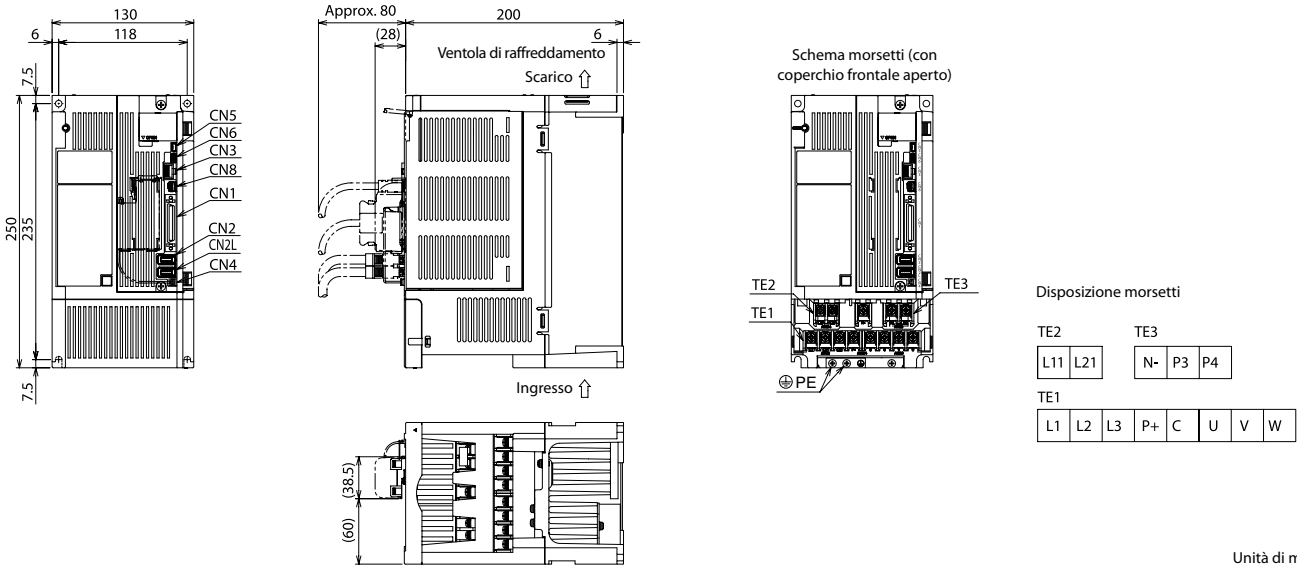 130
6
118
7.5
250
235
7.5
CN5
CN6
CN3
CN8
CN1
CN2
CN2L
CN4
Approx. 80
200
(28)
6
Ventola di raffreddamento
Scarico
Ingresso
(38.5)
(60)
Schema morsetti (con
coperchio frontale aperto)
TE2
TE3
TE1
PE
Disposizione morsetti
TE2 TE3
L11 L21 N- P3 P4
TE1
L1 L2 L3 P+ C U V W
Unità di m